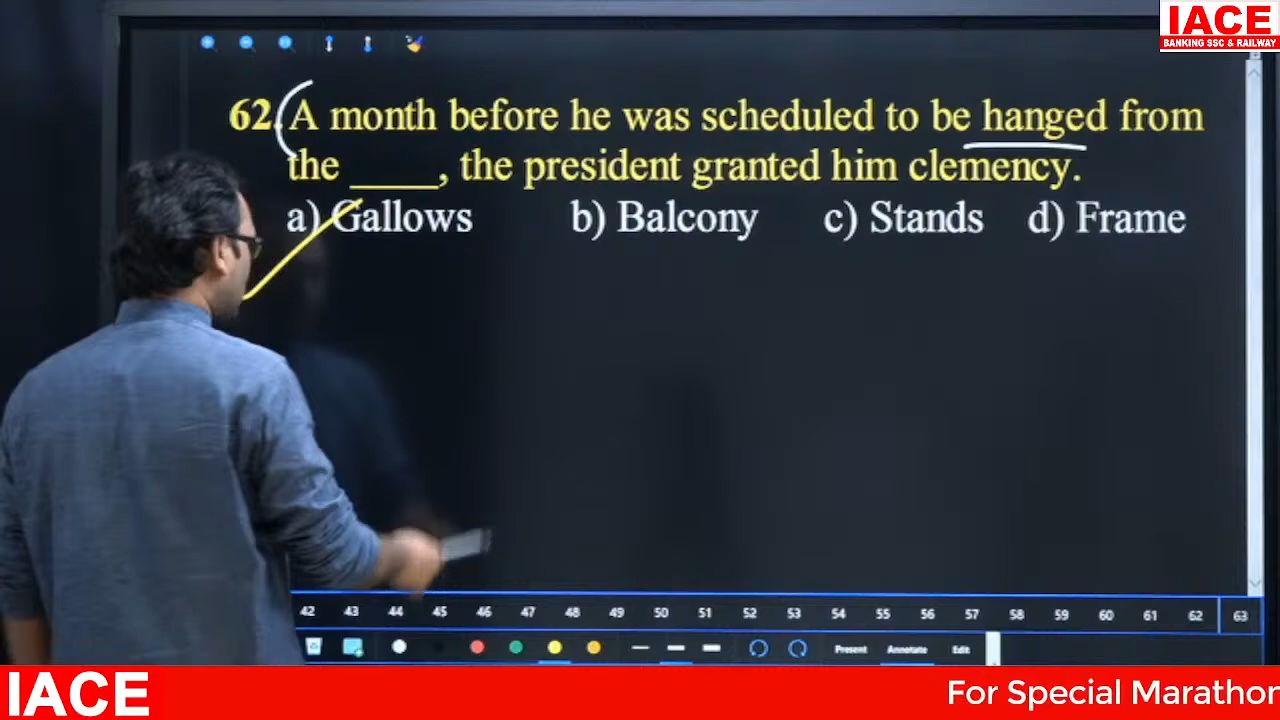 IACE
BANKING SSC & RAILWAY
62. A month before he was scheduled to be hanged from
the ____, the president granted him clemency.
a) Gallows b) Balcony c) Stands d) Frame
42 43 44 45 46 47 48 49 50 51 52 53 54 55 56 57 58 59 60 61 62 63
Present Annotate Edit
IACE For Special Marathon